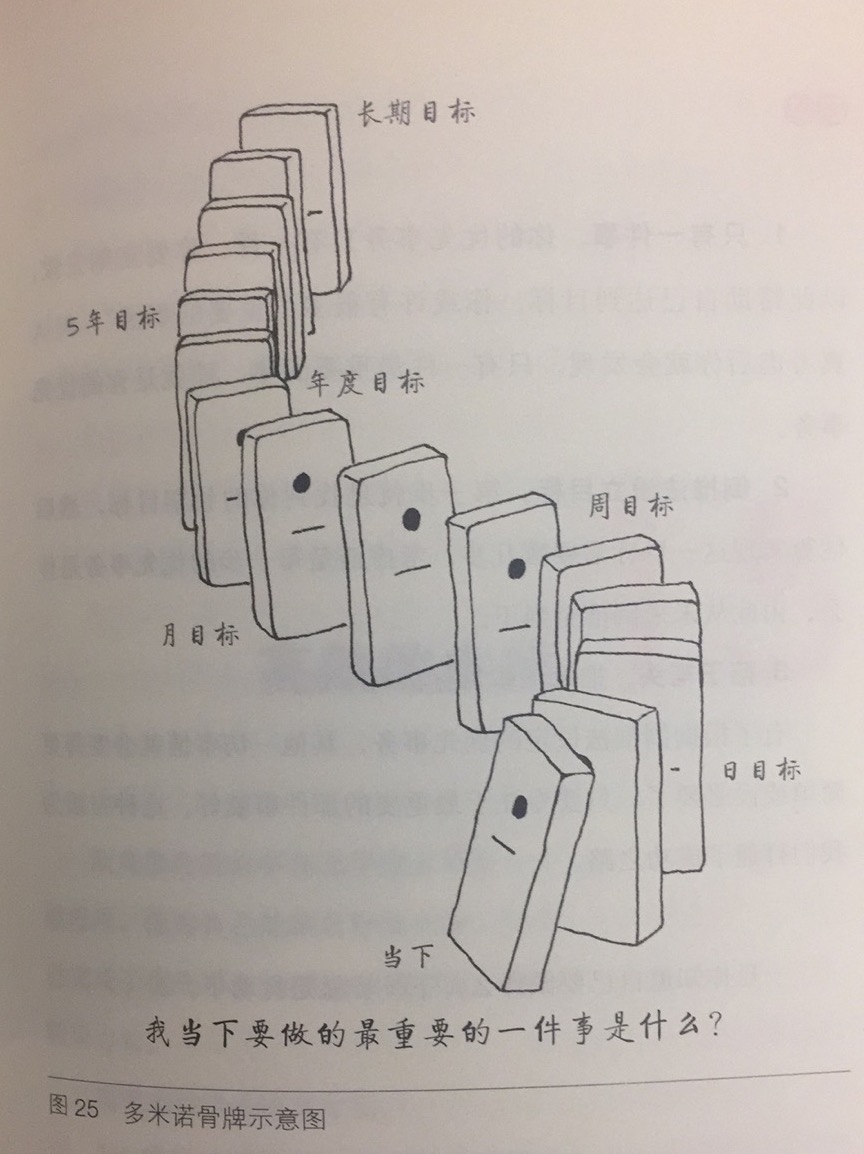 长期目标
5年目标
年度目标
周目标
月目标
日目标
当下
我当下要做的最重要的一件事是什么?
图25 多米诺骨牌示意图